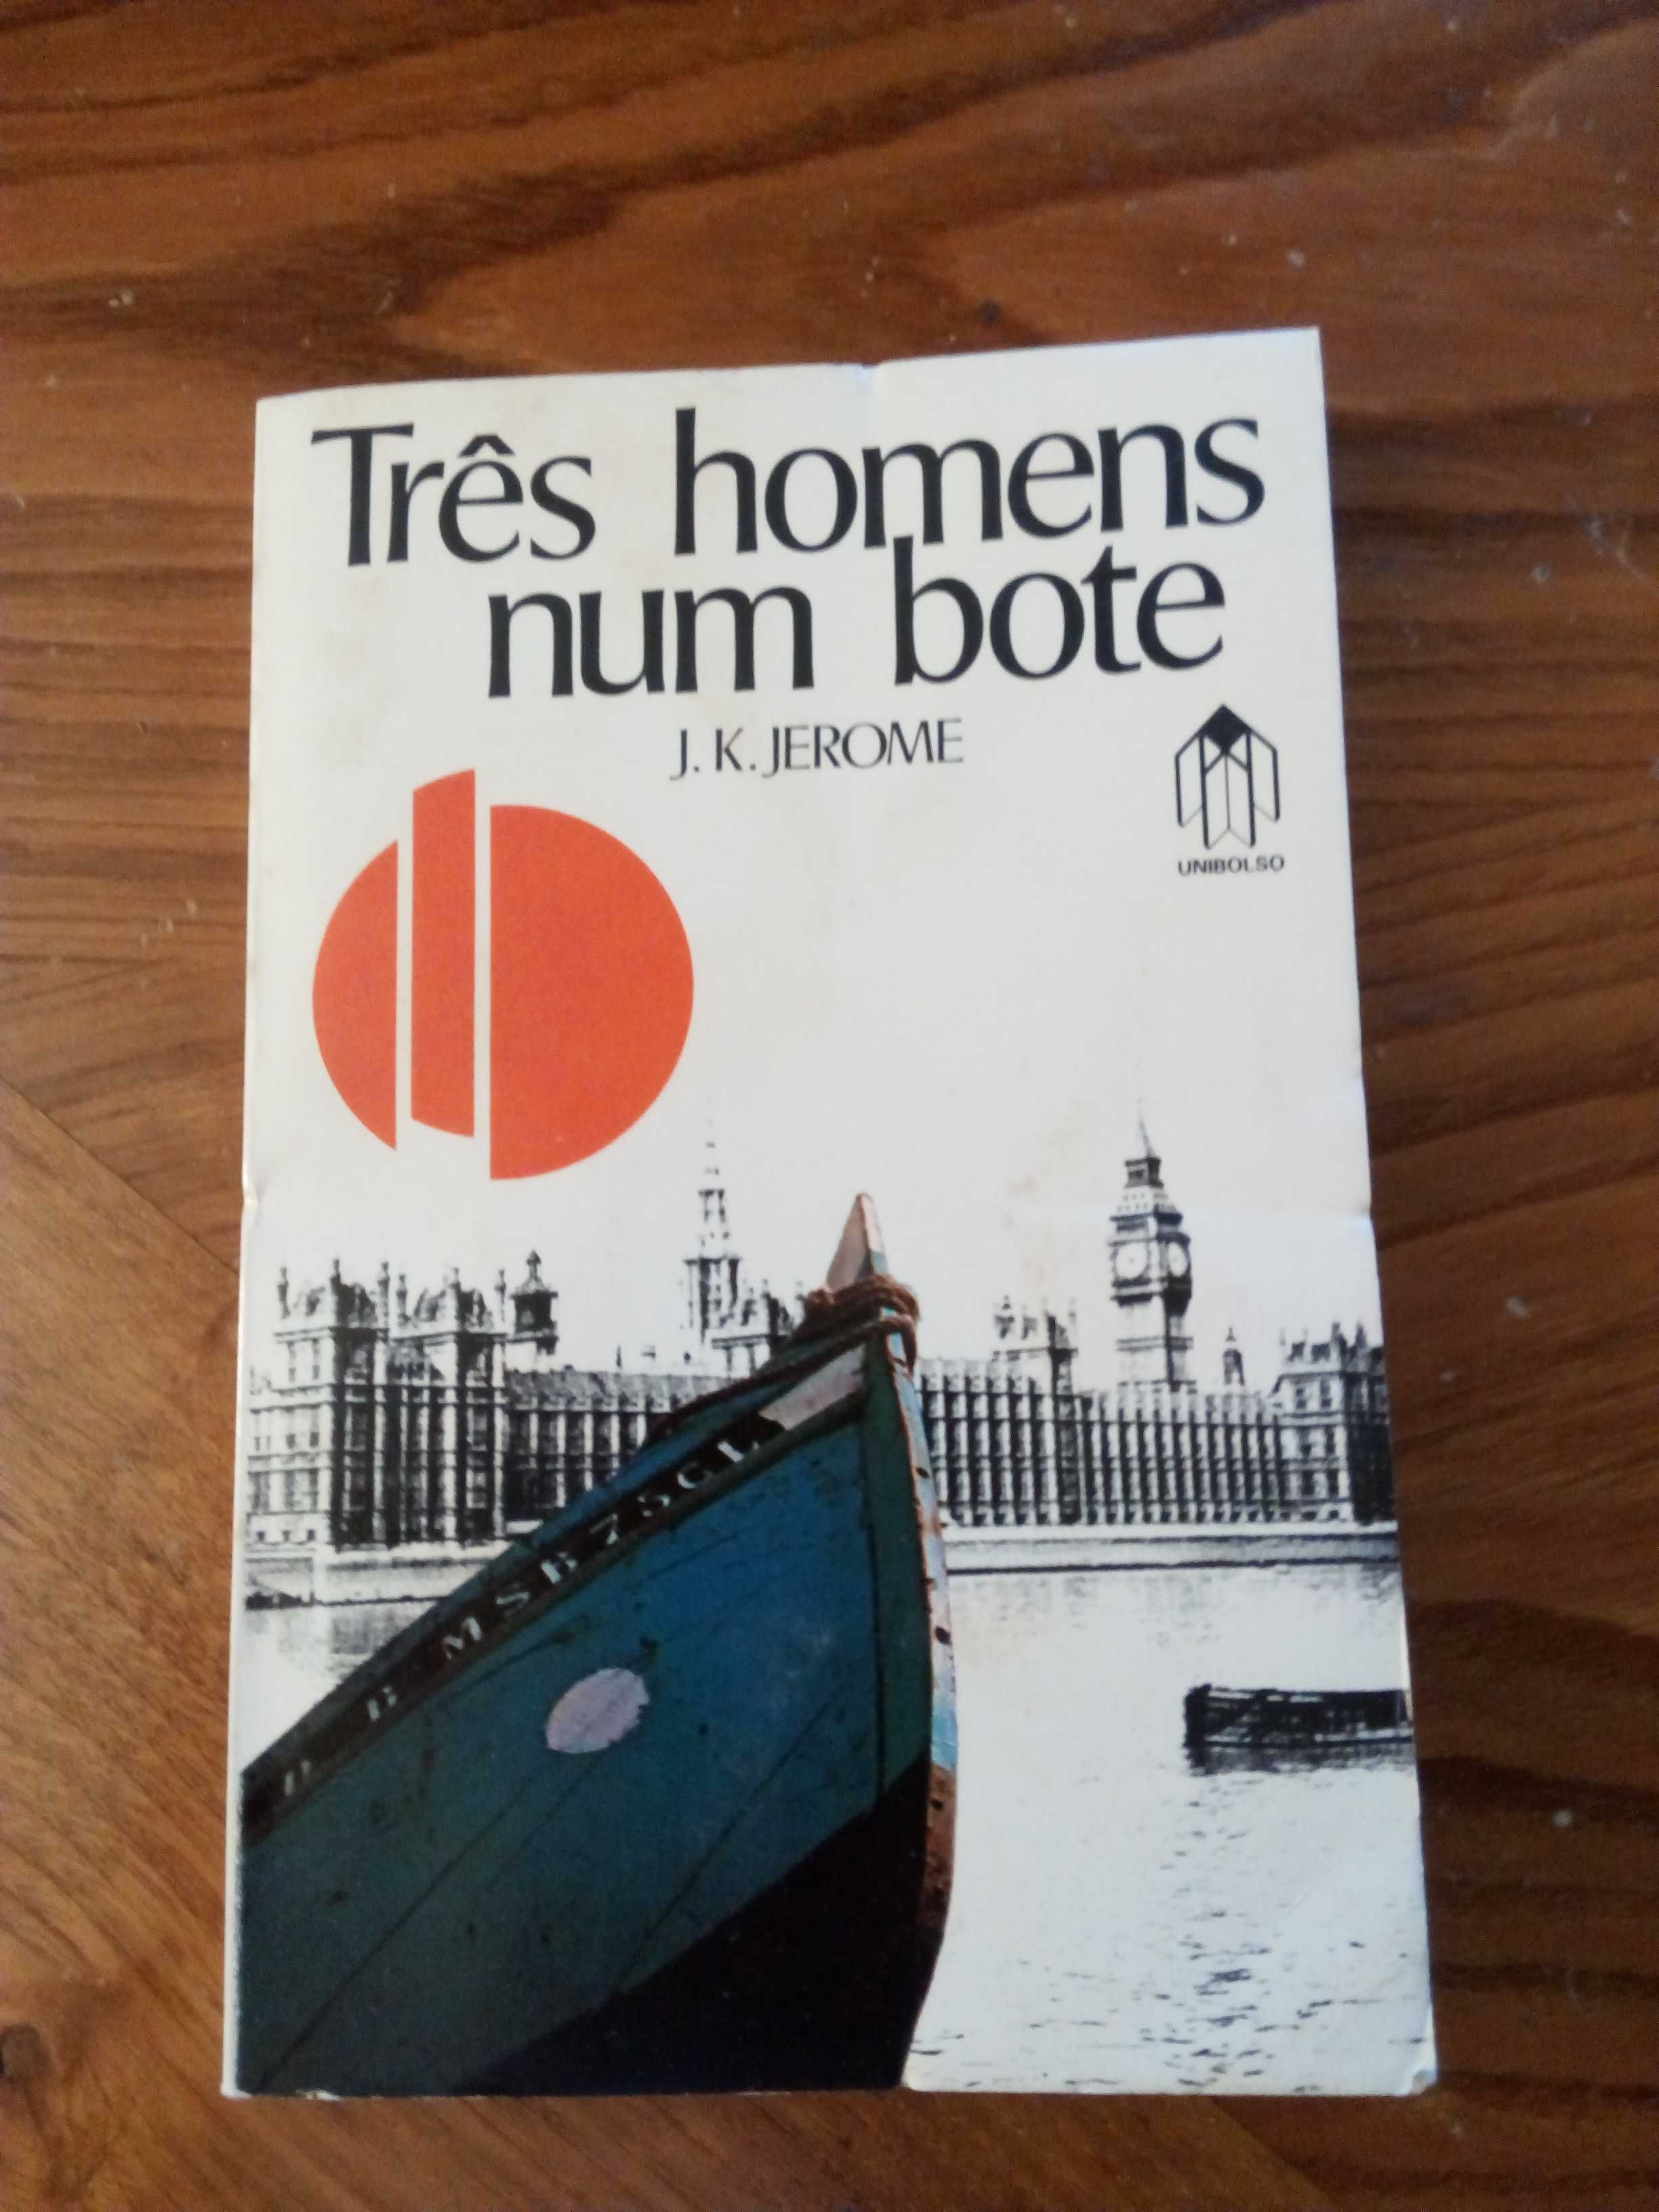 Três homens
num bote
J. K. JEROME
UNIBOLSO